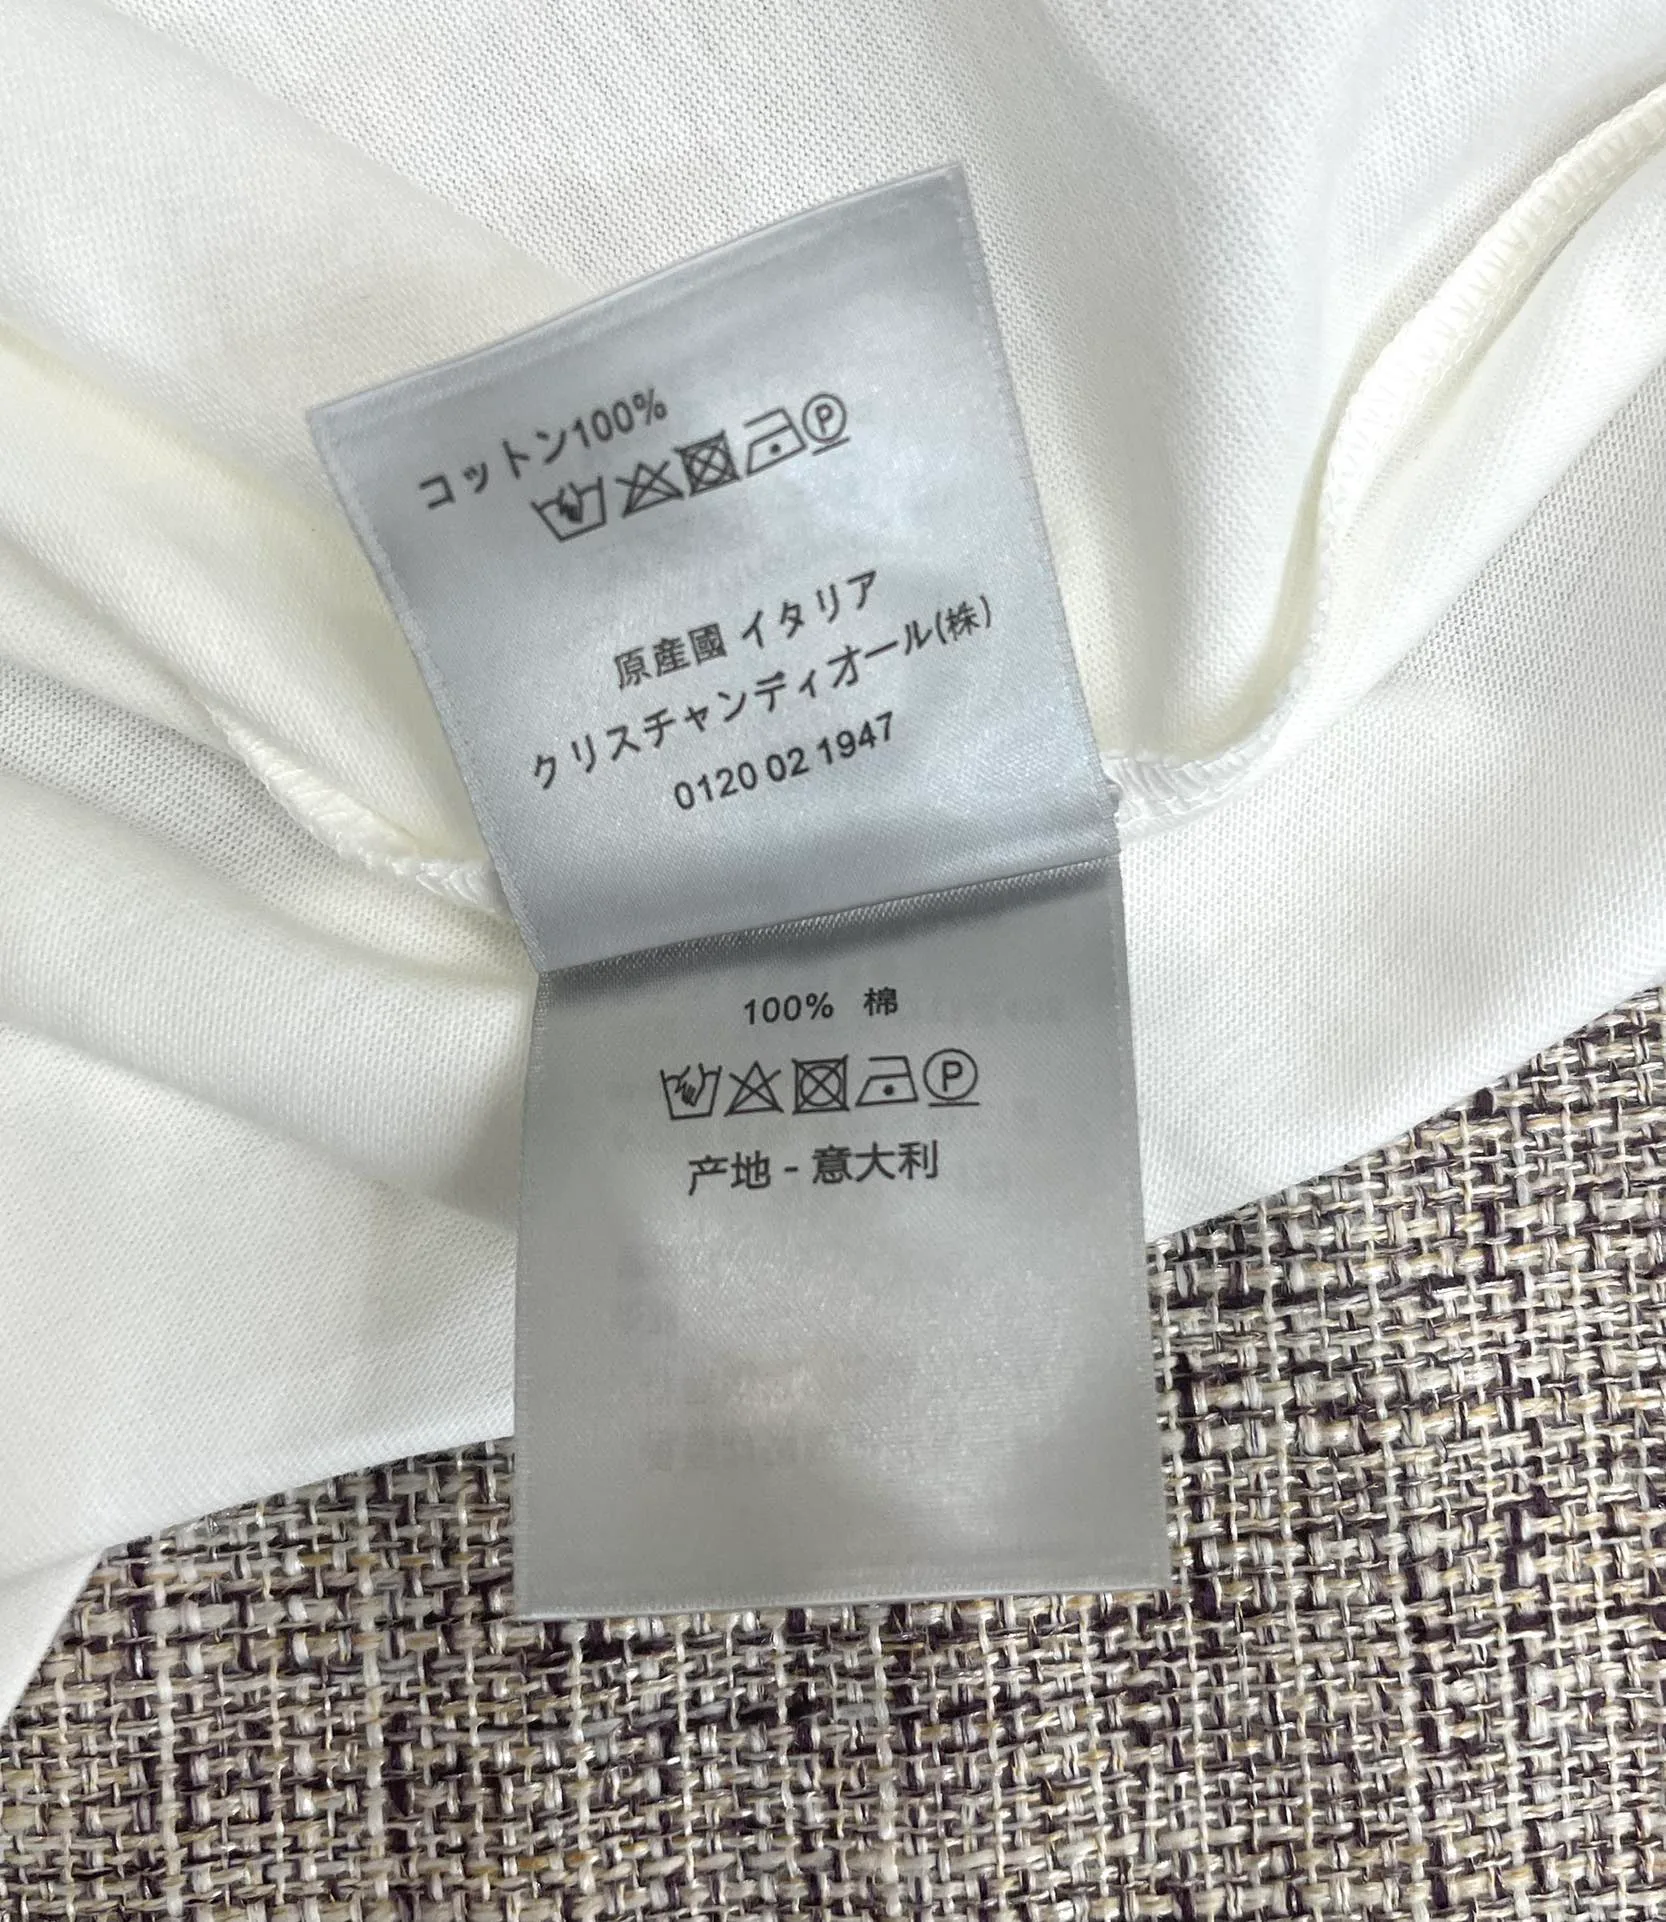 コットン100%
原産國 イタリア
クリスチャンディオール(株)
0120 02 1947
100% 棉
产地 - 意大利